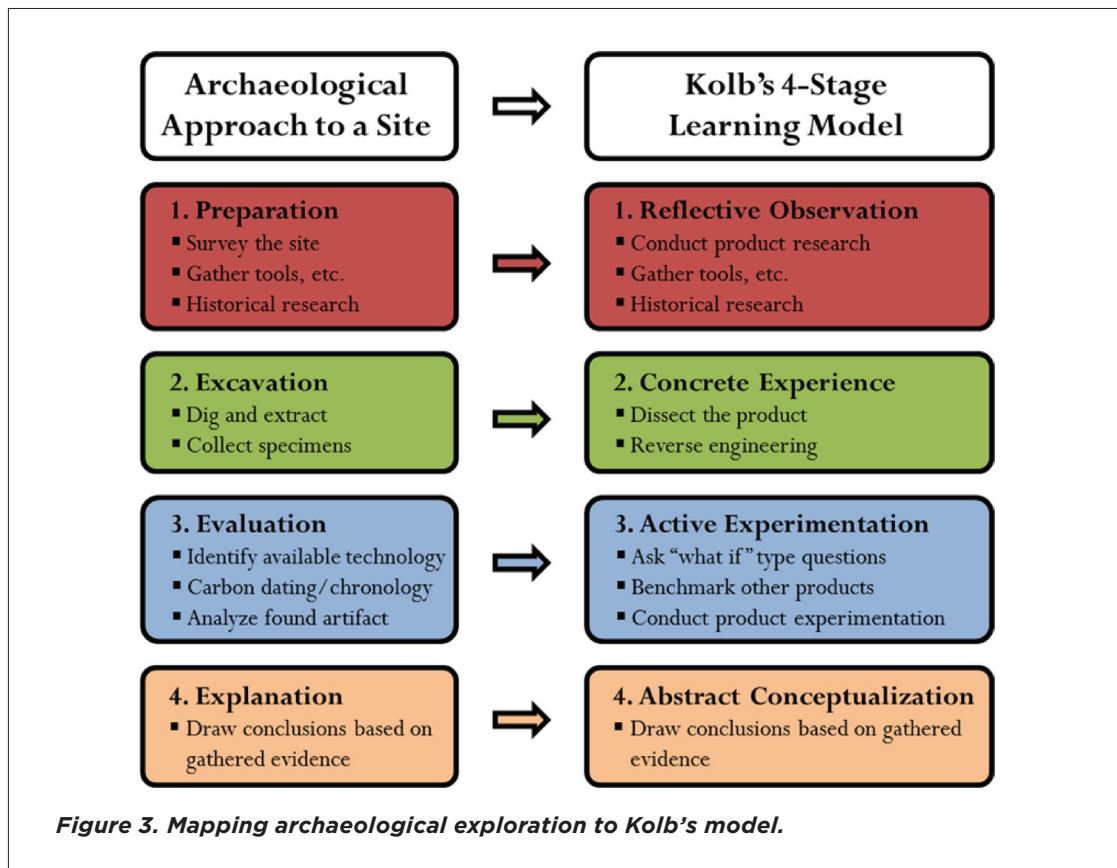 Archaeological
Approach to a Site
Kolb's 4-Stage
Learning Model
1. Preparation
▪ Survey the site
▪ Gather tools, etc.
▪ Historical research
1. Reflective Observation
▪ Conduct product research
▪ Gather tools, etc.
▪ Historical research
2. Excavation
▪ Dig and extract
▪ Collect specimens
2. Concrete Experience
▪ Dissect the product
▪ Reverse engineering
3. Evaluation
▪ Identify available technology
▪ Carbon dating/chronology
▪ Analyze found artifact
3. Active Experimentation
▪ Ask “what if” type questions
▪ Benchmark other products
▪ Conduct product experimentation
4. Explanation
▪ Draw conclusions based on
gathered evidence
4. Abstract Conceptualization
▪ Draw conclusions based on gathered
evidence
Figure 3. Mapping archaeological exploration to Kolb's model.